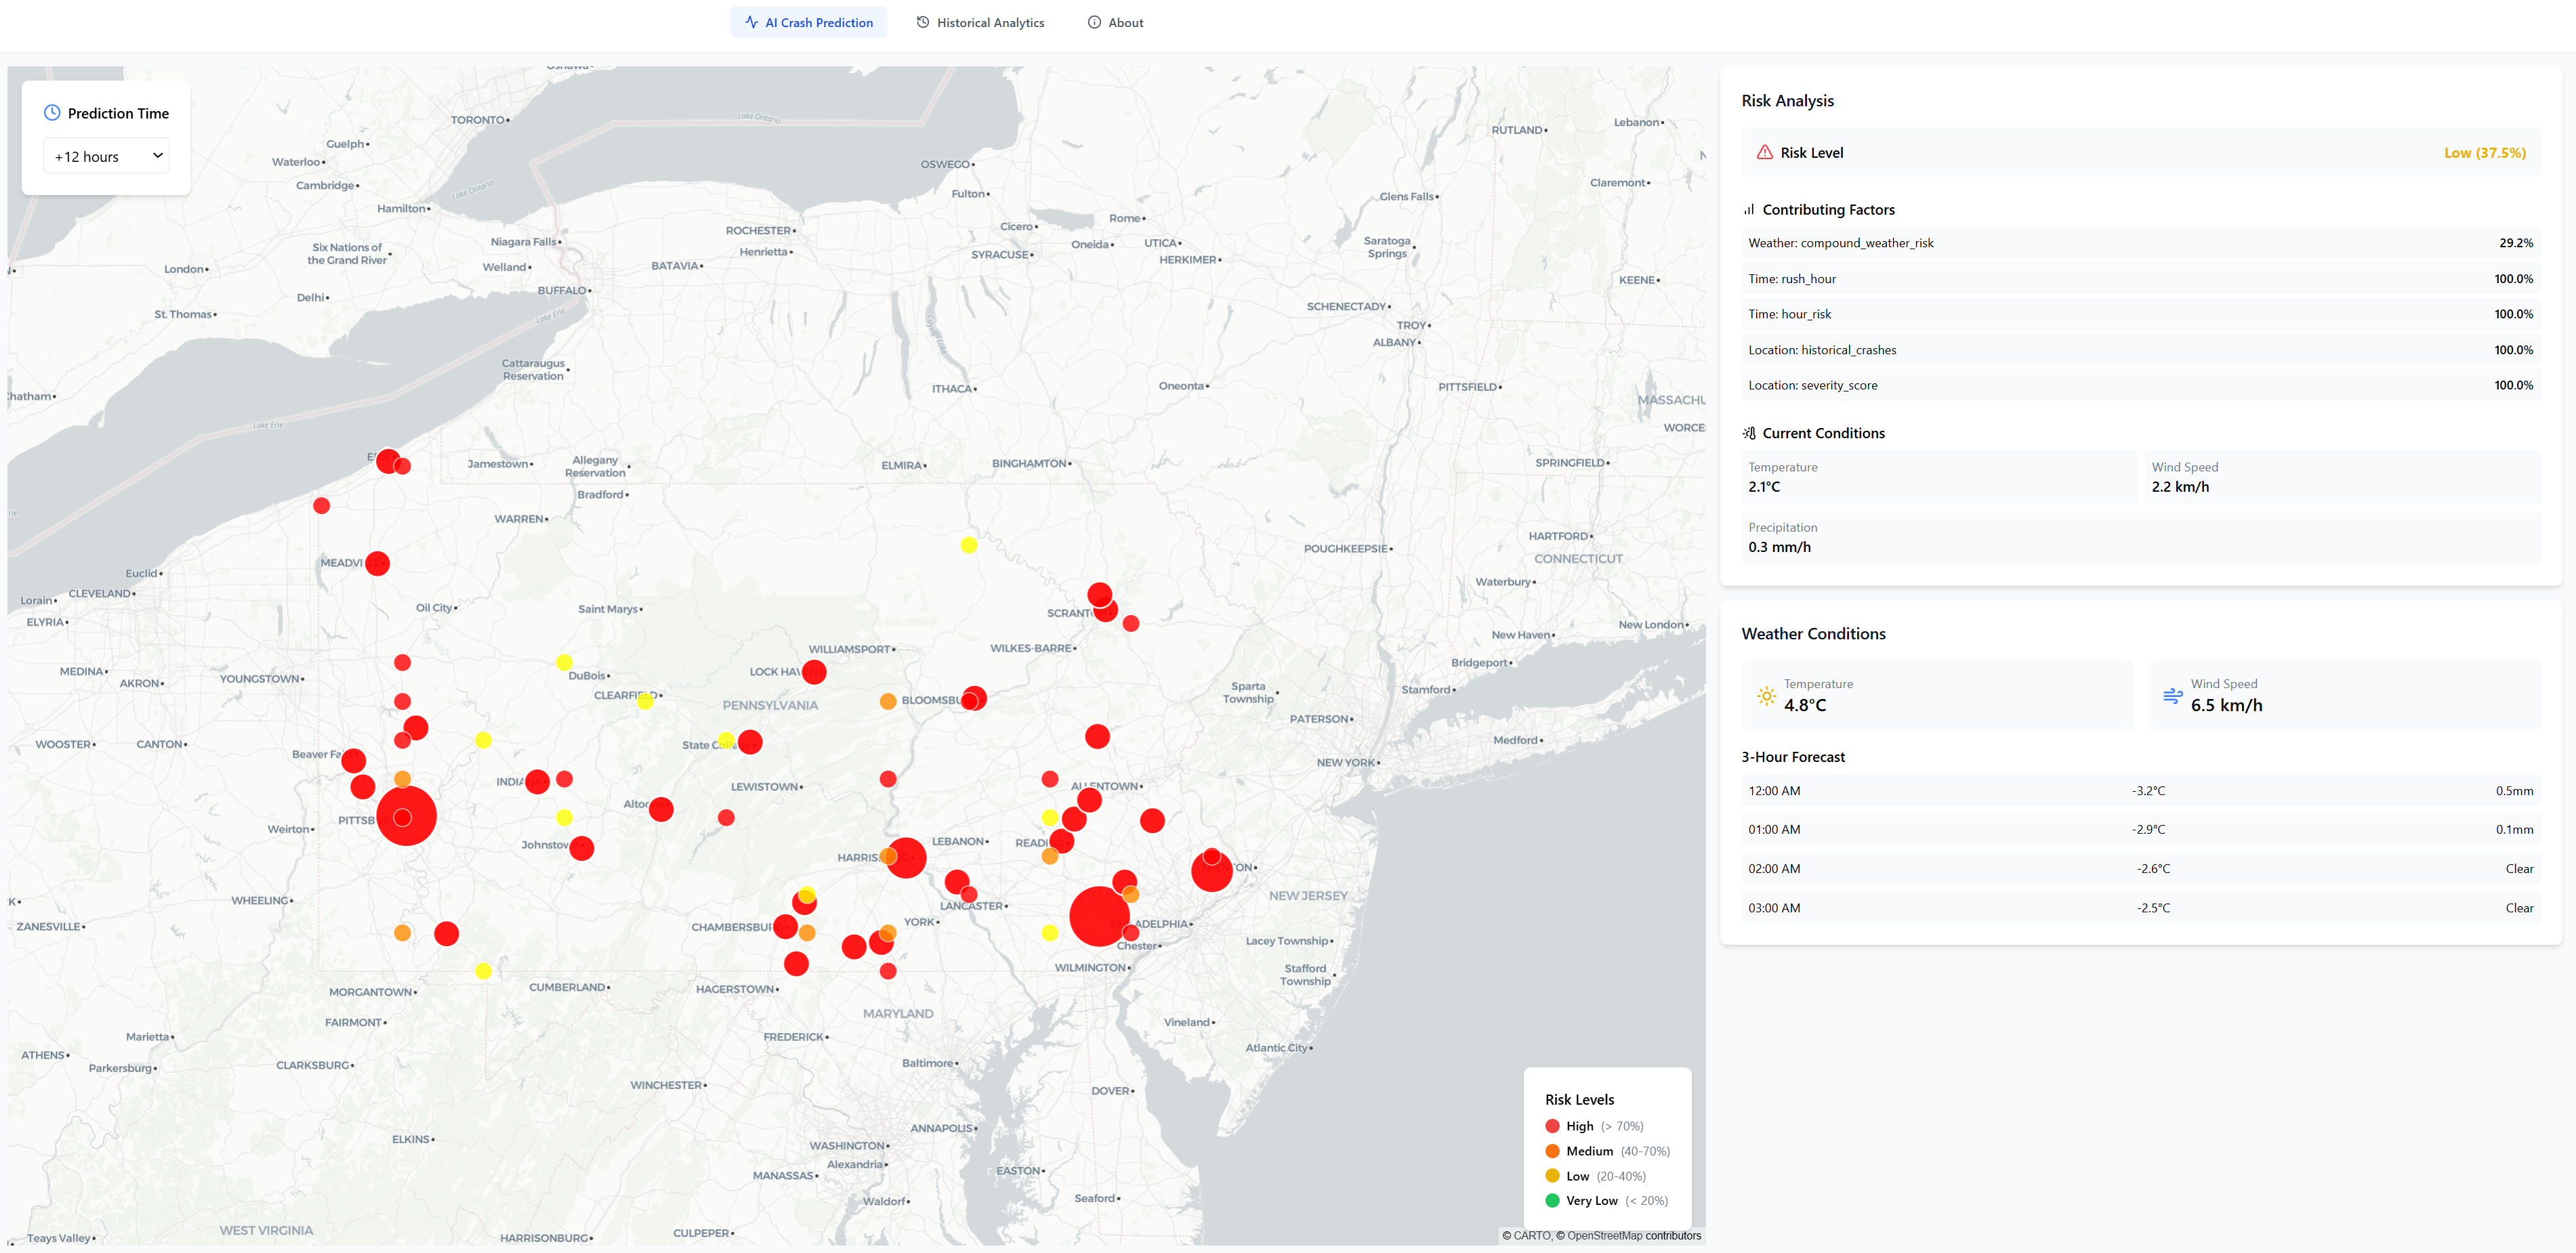 AI Crash Prediction
Historical Analytics
About
Prediction Time
+12 hours
Oshawa
TORONTO
Lake Ontario
Guelph
Waterloo
Cambridge
Hamilton
Lake Ontario
OSWEGO
Fulton
RUTLAND
Lebanon
Claremont
Glens Falls
Six Nations of
the Grand River
Niagara Falls
ROCHESTER
Henrietta
Cicero
Rome
Oneida
UTICA
SYRACUSE
HERKIMER
Saratoga
Springs
London
Welland
BATAVIA
KEENE
Delhi
BUFFALO
St. Thomas
Lake Erie
Cayuga Lake
SCHENECTADY
TROY
ALBANY
Cattaraugus
Reservation
ITHACA
Oneonta
PITTSFIELD
Chatham
MASSACHU
WORCE
Lake Erie
Jamestown
Allegany
Reservation
Bradford
ELMIRA
BINGHAMTON
SPRINGFIELD
WARREN
HARTFORD
CONNECTICUT
POUGHKEEPSIE
MEADVI
Euclid
CLEVELAND
Waterbury
Lorain
ELYRIA
Oil City
Saint Marys
SCRANT
New London
New Haven
WILLIAMSPORT
WILKES-BARRE
Bridgeport
MEDINA
AKRON
YOUNGSTOWN
DuBois
LOCK HAV
Stamford
CLEARFIELD
BLOOMSBU
Sparta
Township
PENNSYLVANIA
PATERSON
WOOSTER
CANTON
Beaver Fa
State Col
Medford
NEW YORK
INDIA
LEWISTOWN
ALLENTOWN
Altoo
Weirton
PITTSB
Johnstow
LEBANON
READI
HARRIS
TON
WHEELING
NEW JERSEY
LANCASTER
ZANESVILLE
CHAMBERSBU
YORK
ADELPHIA
Chester
Lacey Township
WILMINGTON
Stafford
Township
MORGANTOWN
CUMBERLAND
HAGERSTOWN
MARYLAND
FAIRMONT
Vineland
Marietta
FREDERICK
Atlantic City
ATHENS
Parkersburg
CLARKSBURG
Baltimore
WINCHESTER
DOVER
ANNAPOLIS
ELKINS
WASHINGTON
Alexandria
MANASSAS
EASTON
Seaford
Waldorf
WEST VIRGINIA
CULPEPER
Teays Valley
HARRISONBURG
Risk Levels
High (> 70%)
Medium (40-70%)
Low (20-40%)
Very Low (< 20%)
© CARTO, © OpenStreetMap contributors
Risk Analysis
Risk Level
Low (37.5%)
Contributing Factors
Weather: compound_weather_risk 29.2%
Time: rush_hour 100.0%
Time: hour_risk 100.0%
Location: historical_crashes 100.0%
Location: severity_score 100.0%
Current Conditions
Temperature
2.1°C
Wind Speed
2.2 km/h
Precipitation
0.3 mm/h
Weather Conditions
Temperature
4.8°C
Wind Speed
6.5 km/h
3-Hour Forecast
12:00 AM -3.2°C 0.5mm
01:00 AM -2.9°C 0.1mm
02:00 AM -2.6°C Clear
03:00 AM -2.5°C Clear